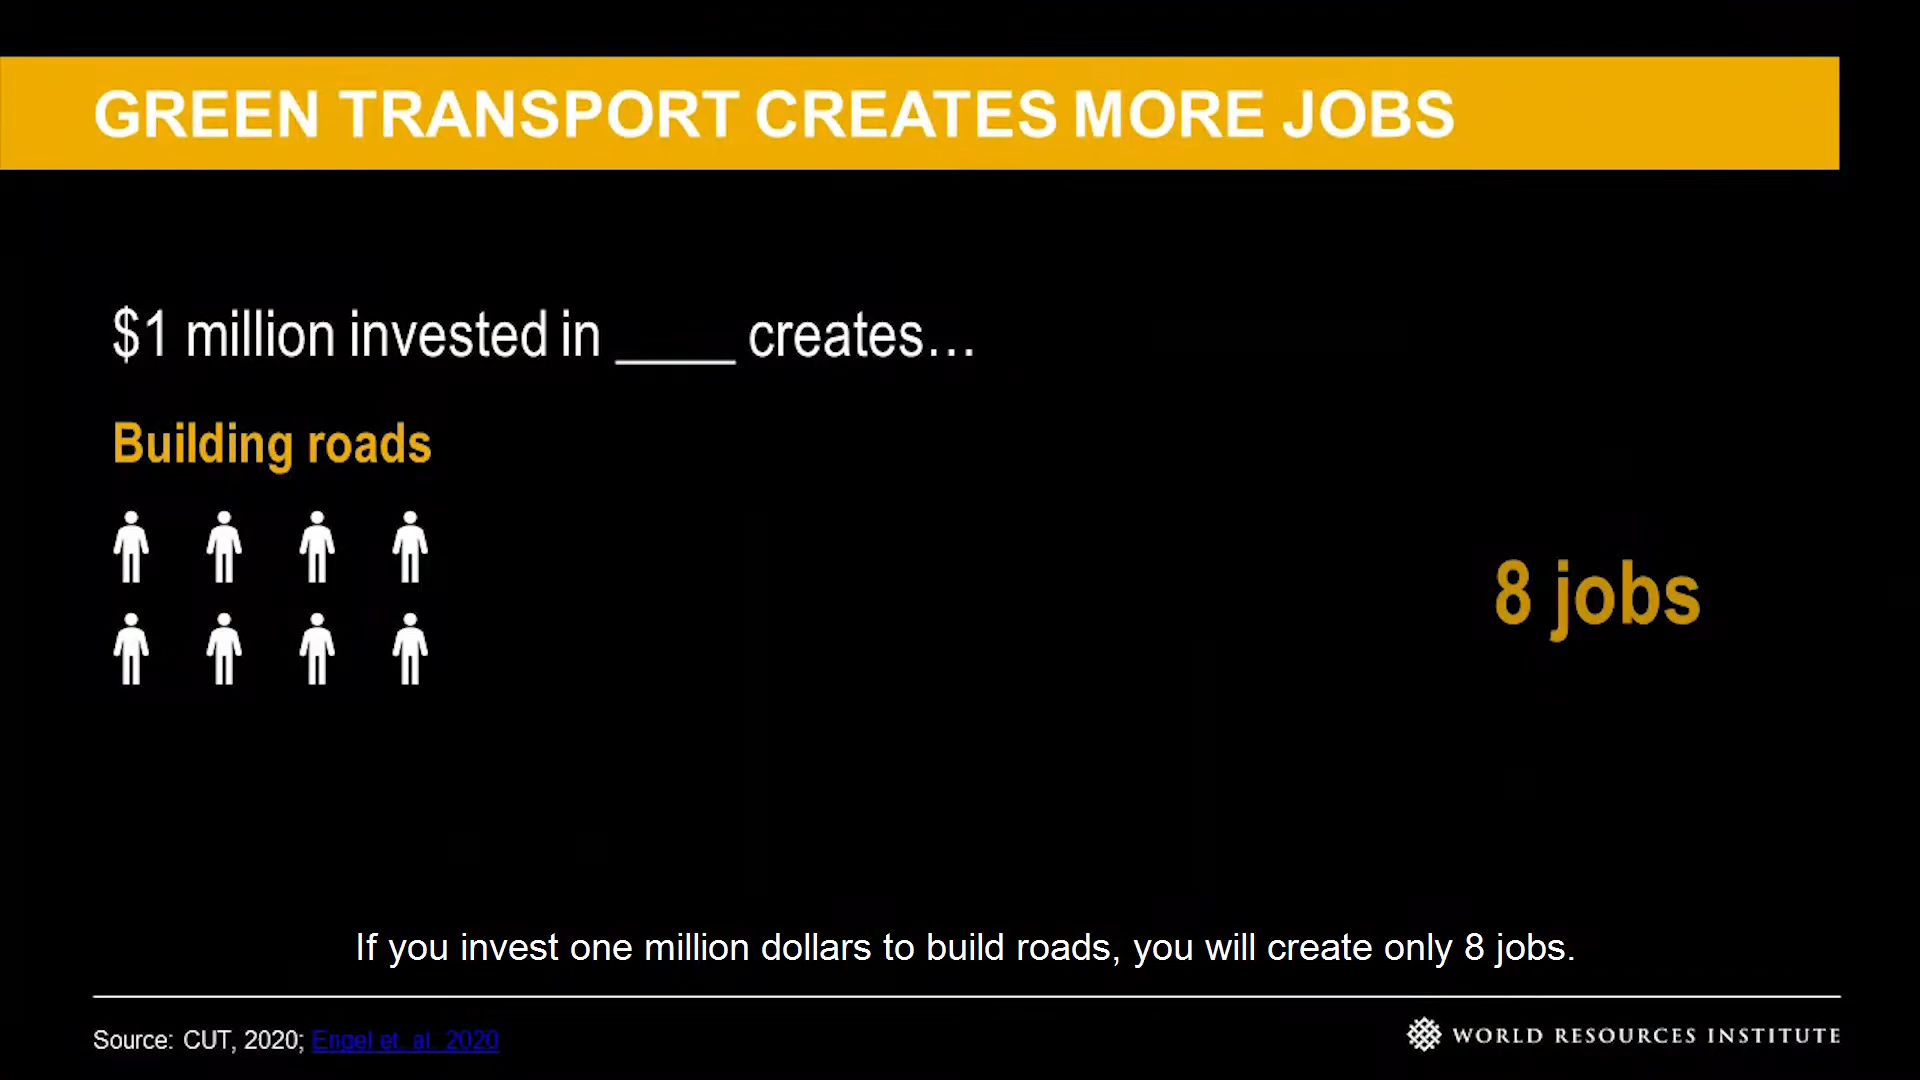 GREEN TRANSPORT CREATES MORE JOBS
$1 million invested in ____ creates…
Building roads
8 jobs
If you invest one million dollars to build roads, you will create only 8 jobs.
Source: CUT, 2020; Engel et. al. 2020
WORLD RESOURCES INSTITUTE